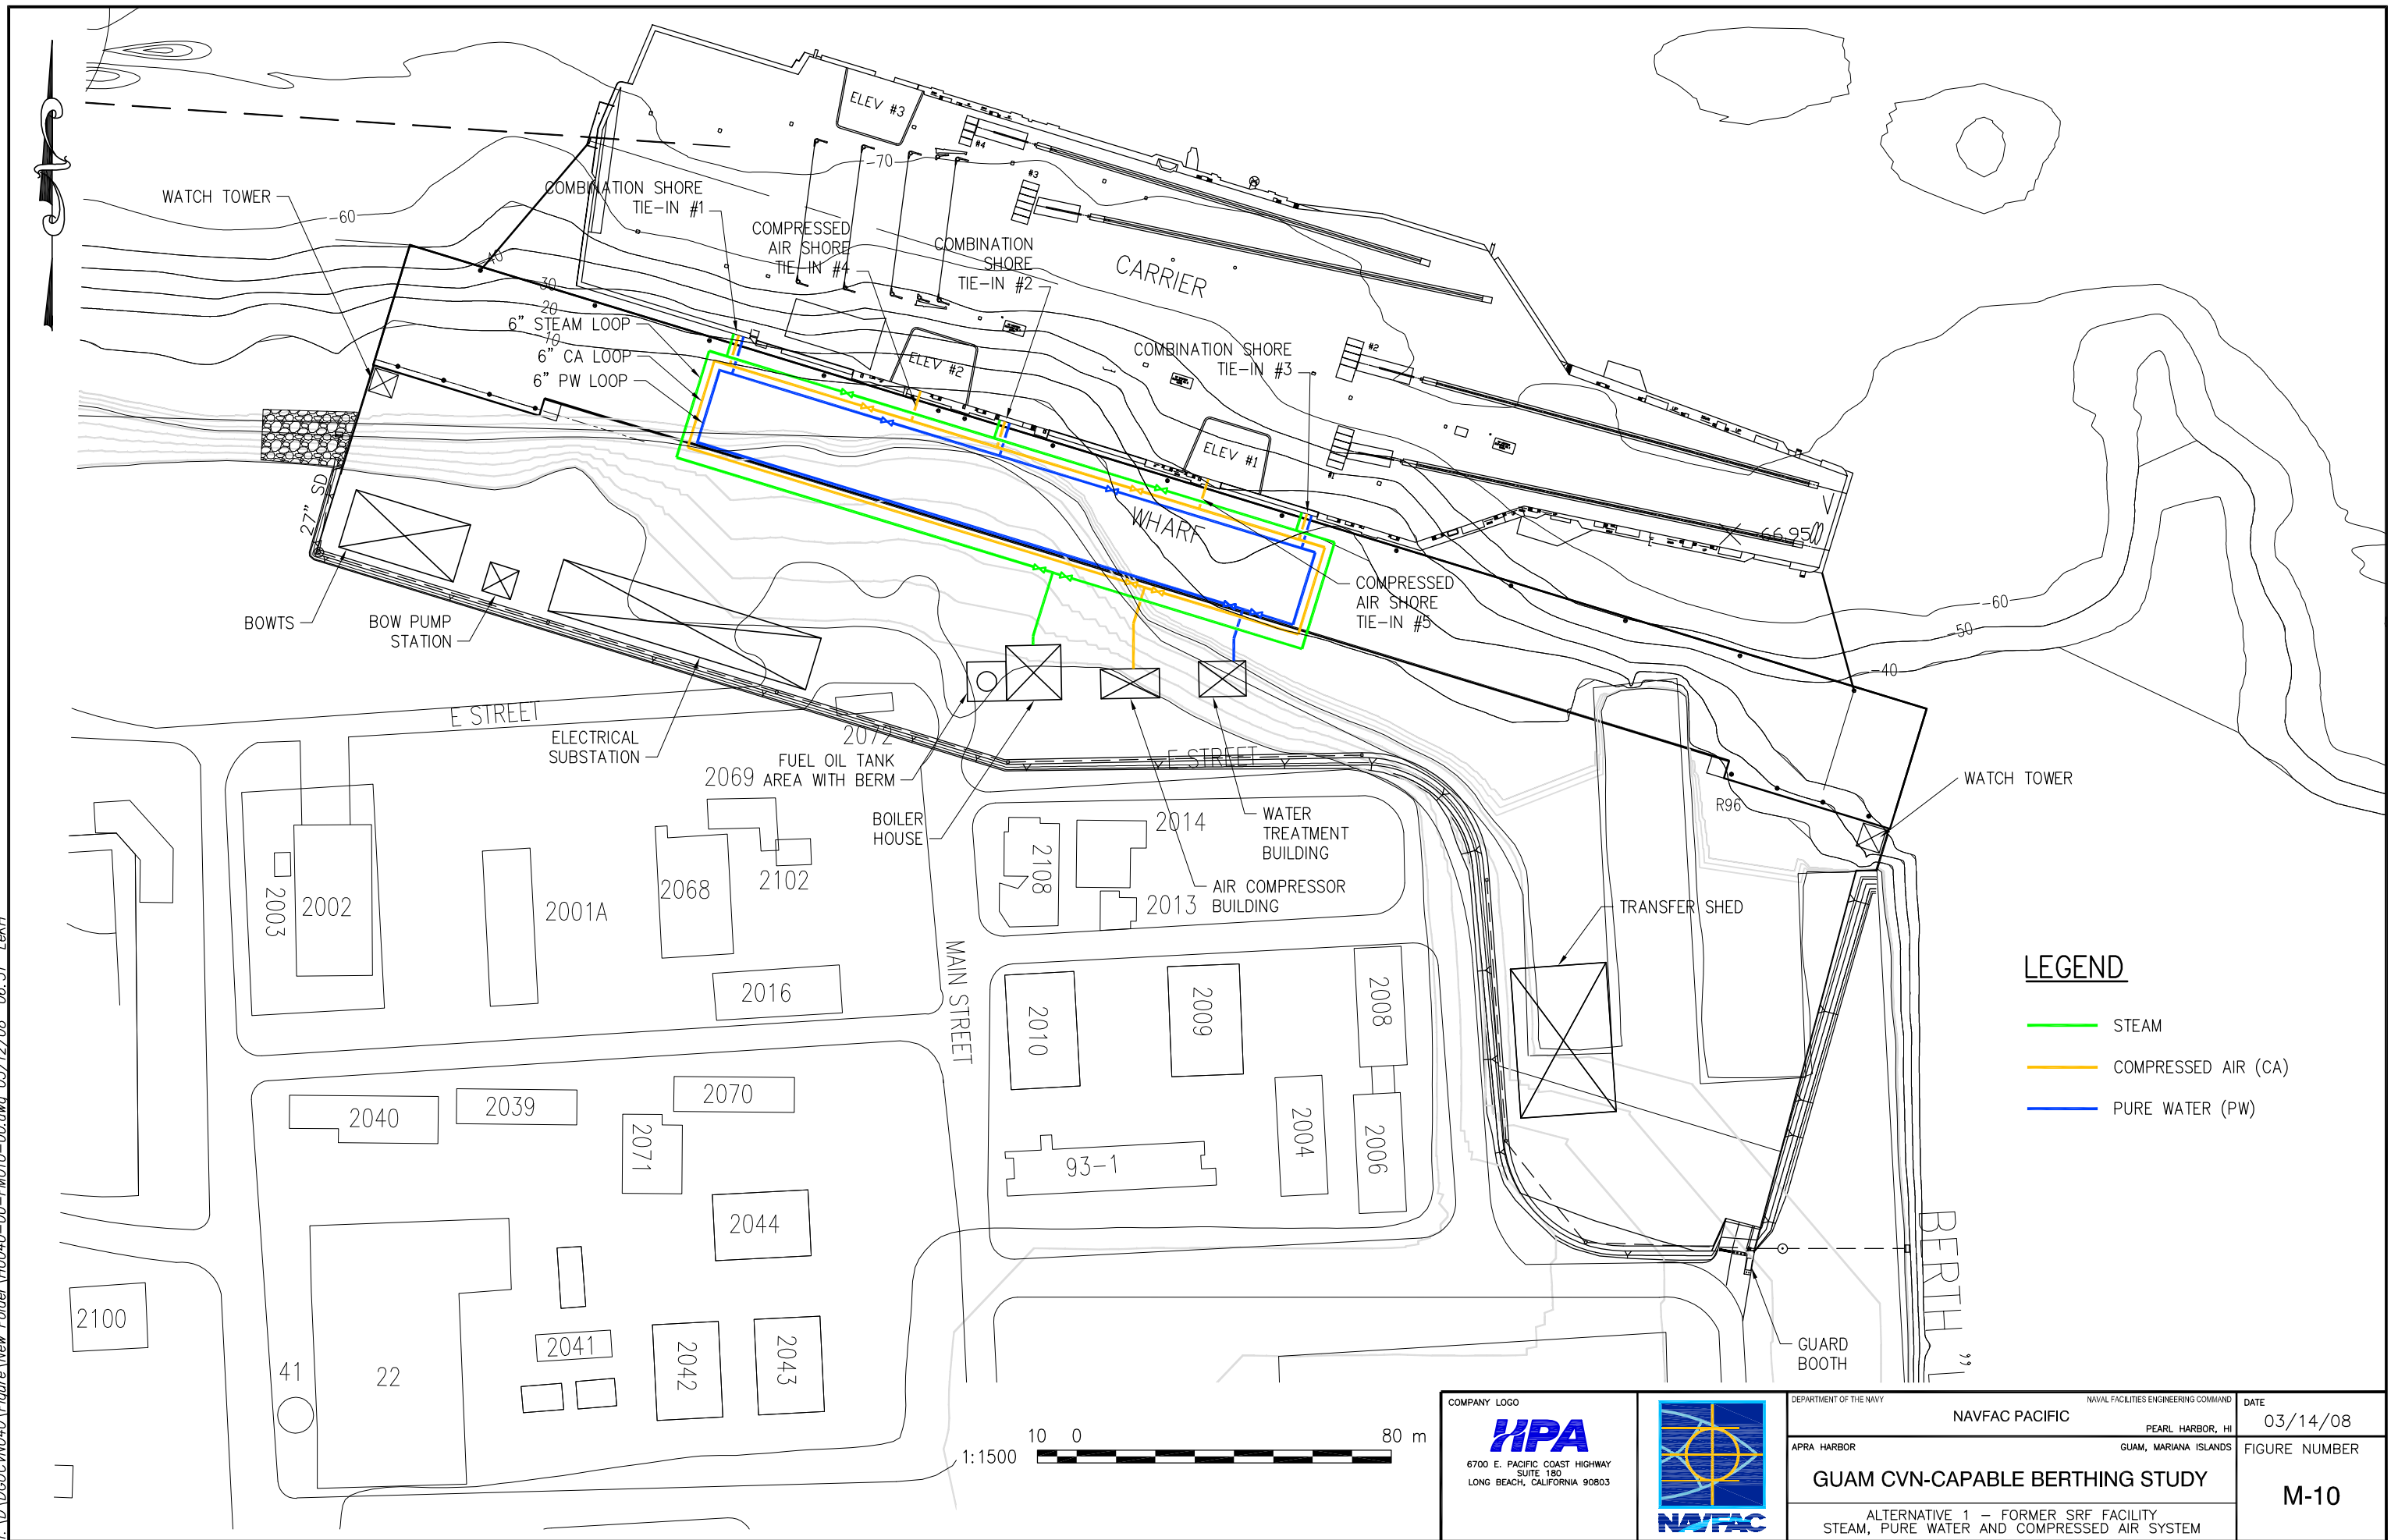 ELEV #3
#4
-70
#3
COMBINATION SHORE
TIE-IN #1
WATCH TOWER
-60
COMPRESSED
AIR SHORE
TIE-IN #4
COMBINATION
SHORE
TIE-IN #2
CARRIER
40
30
20
10
6" STEAM LOOP
6" CA LOOP
6" PW LOOP
ELEV #2
COMBINATION SHORE
TIE-IN #3
#2
ELEV #1
#1
WHARF
66.95
27" SD
COMPRESSED
AIR SHORE
TIE-IN #5
-60
-50
-40
BOWTS
BOW PUMP
STATION
E STREET
ELECTRICAL
SUBSTATION
2072
FUEL OIL TANK
AREA WITH BERM
2069
E STREET
BOILER
HOUSE
WATER
TREATMENT
BUILDING
AIR COMPRESSOR
BUILDING
WATCH TOWER
R96
TRANSFER SHED
2003
2002
2001A
2068
2102
2016
2108
2014
2013
MAIN STREET
2010
2009
2008
2004
2006
93-1
2040
2039
2070
2071
2044
2100
41
22
2041
2042
2043
LEGEND
STEAM
COMPRESSED AIR (CA)
PURE WATER (PW)
BERTH
GUARD
BOOTH
1:1500
10 0 80 m
COMPANY LOGO
HPA
6700 E. PACIFIC COAST HIGHWAY
SUITE 180
LONG BEACH, CALIFORNIA 90803
NAVFAC
DEPARTMENT OF THE NAVY NAVAL FACILITIES ENGINEERING COMMAND
NAVFAC PACIFIC
PEARL HARBOR, HI
APRA HARBOR GUAM, MARIANA ISLANDS
GUAM CVN-CAPABLE BERTHING STUDY
ALTERNATIVE 1 – FORMER SRF FACILITY
STEAM, PURE WATER AND COMPRESSED AIR SYSTEM
DATE
03/14/08
FIGURE NUMBER
M-10